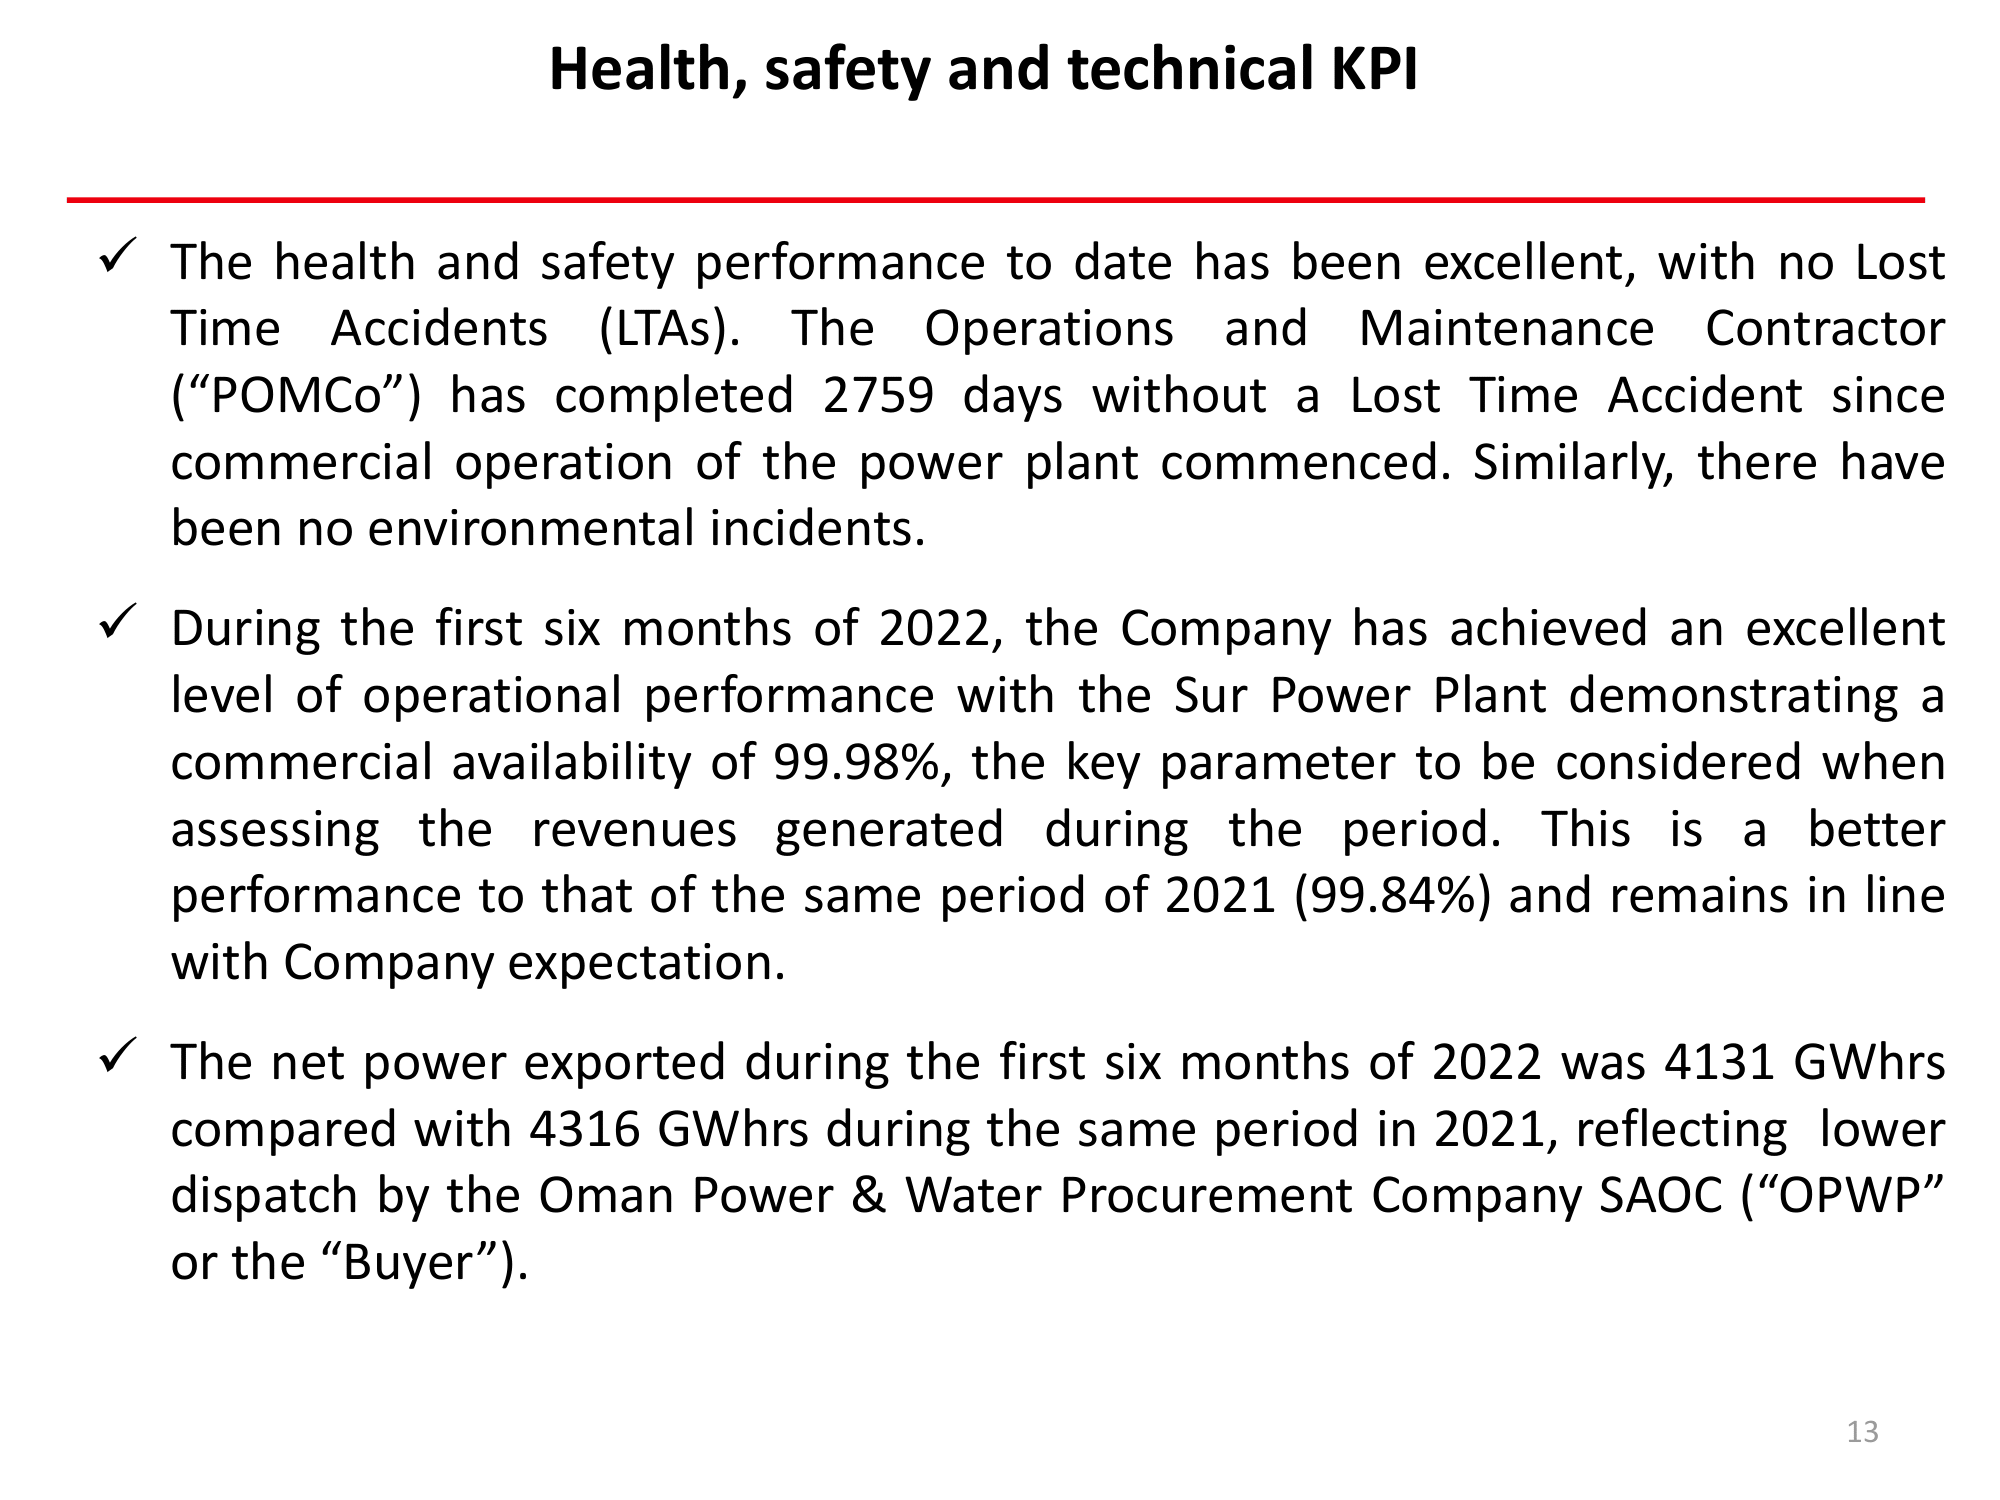 Health, safety and technical KPI
✓ The health and safety performance to date has been excellent, with no Lost
Time Accidents (LTAs). The Operations and Maintenance Contractor
(“POMCo”) has completed 2759 days without a Lost Time Accident since
commercial operation of the power plant commenced. Similarly, there have
been no environmental incidents.
✓ During the first six months of 2022, the Company has achieved an excellent
level of operational performance with the Sur Power Plant demonstrating a
commercial availability of 99.98%, the key parameter to be considered when
assessing the revenues generated during the period. This is a better
performance to that of the same period of 2021 (99.84%) and remains in line
with Company expectation.
✓ The net power exported during the first six months of 2022 was 4131 GWhrs
compared with 4316 GWhrs during the same period in 2021, reflecting lower
dispatch by the Oman Power & Water Procurement Company SAOC (“OPWP”
or the “Buyer”).
13